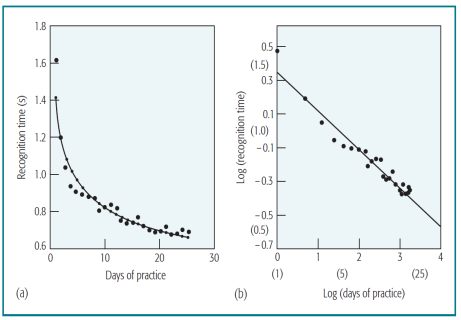 (a)
Recognition time (s)
1.8
1.6
1.4
1.2
1.0
0.8
0.6
0 10 20 30
Days of practice
(b)
Log (recognition time)
0.5
(1.5)
0.3
0.1
(1.0)
–0.1
–0.3
–0.5
(0.5)
–0.7
0 1 2 3 4
(1) (5) (25)
Log (days of practice)